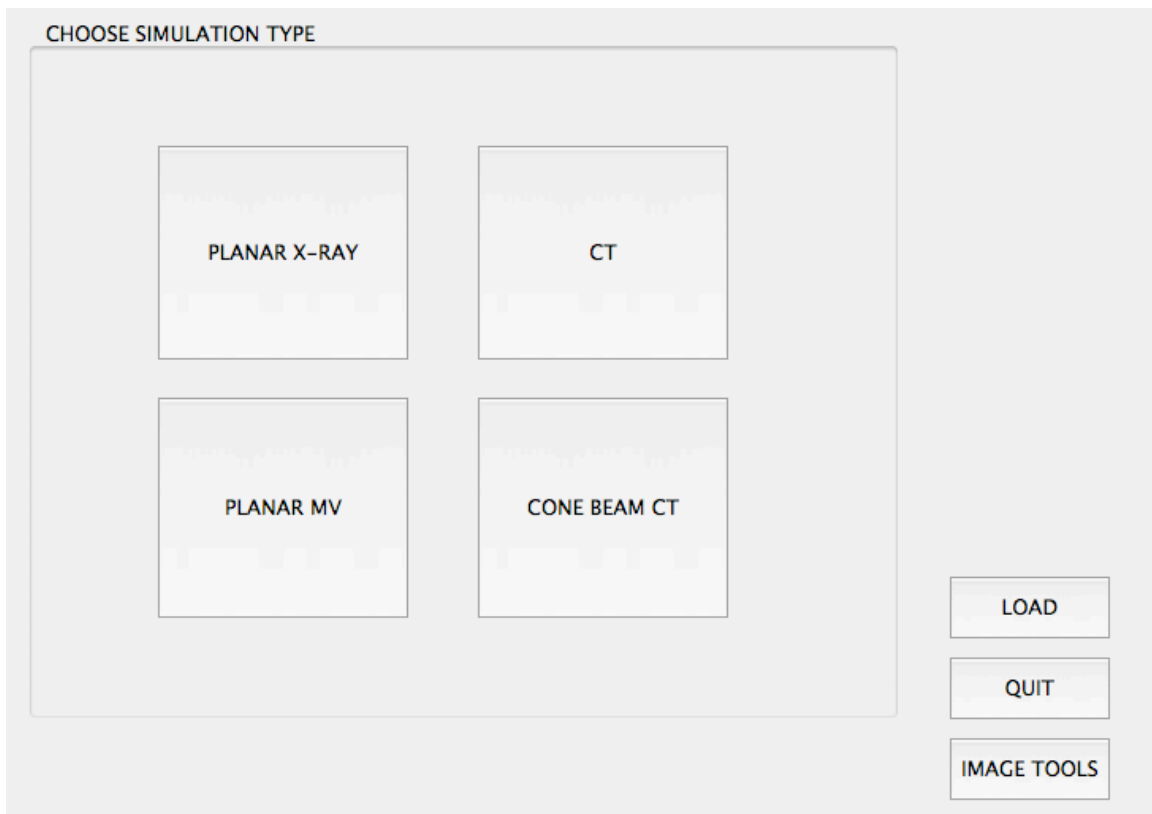 CHOOSE SIMULATION TYPE
PLANAR X-RAY
CT
PLANAR MV
CONE BEAM CT
LOAD
QUIT
IMAGE TOOLS